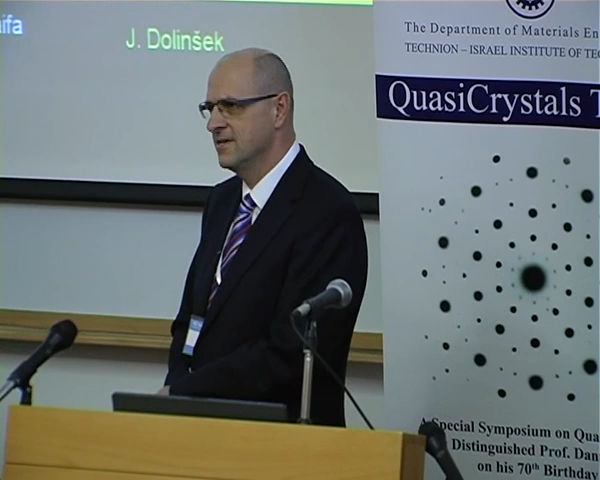 aifa
J. Dolinšek
The Department of Materials En
TECHNION – ISRAEL INSTITUTE OF TEC
QuasiCrystals T
A Special Symposium on Qua
Distinguished Prof. Dan
on his 70th Birthday